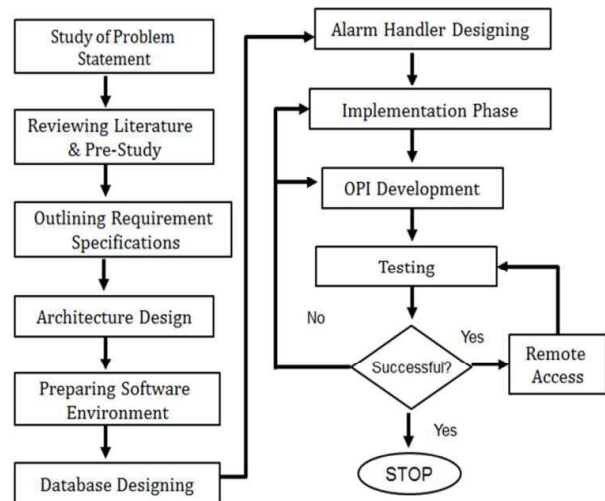 Study of Problem
Statement
Reviewing Literature
& Pre-Study
Outlining Requirement
Specifications
Architecture Design
Preparing Software
Environment
Database Designing
Alarm Handler Designing
Implementation Phase
OPI Development
Testing
No
Yes
Successful?
Remote
Access
Yes
STOP